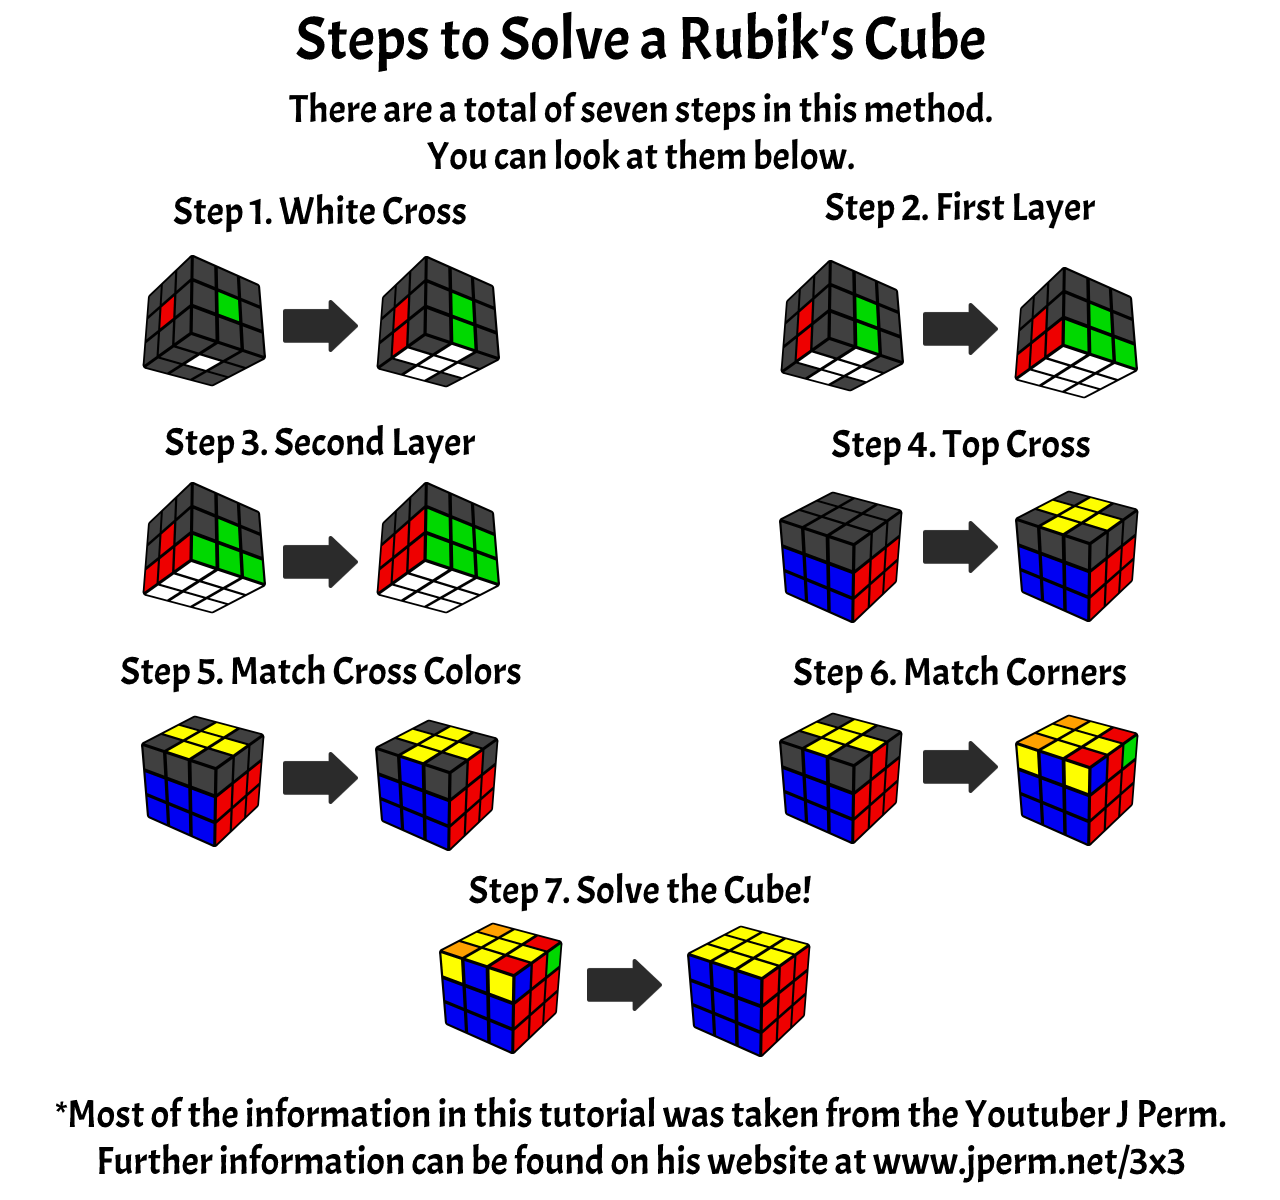 Steps to Solve a Rubik's Cube
There are a total of seven steps in this method.
You can look at them below.
Step 1. White Cross
Step 2. First Layer
Step 3. Second Layer
Step 4. Top Cross
Step 5. Match Cross Colors
Step 6. Match Corners
Step 7. Solve the Cube!
*Most of the information in this tutorial was taken from the Youtuber J Perm.
Further information can be found on his website at www.jperm.net/3x3